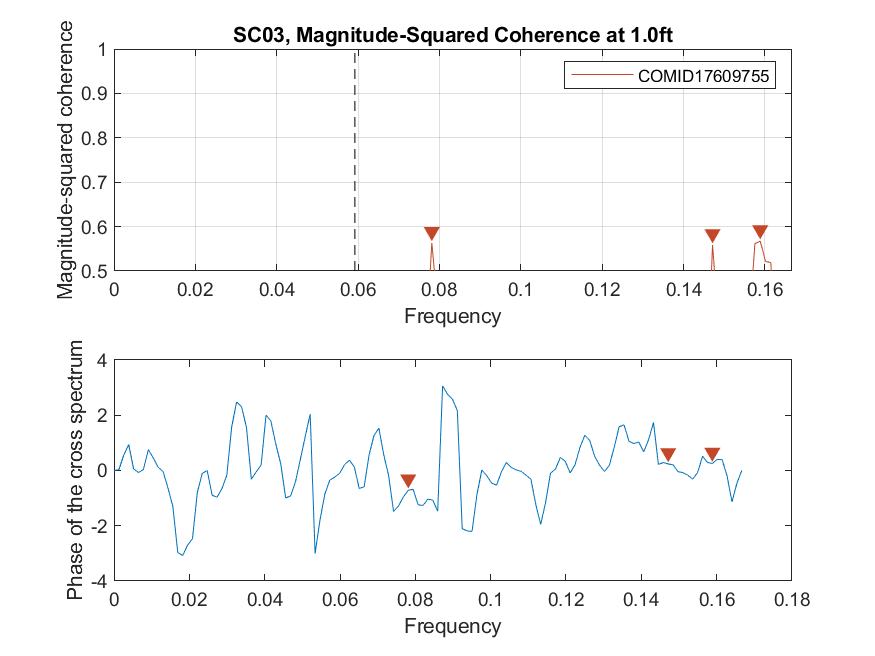 SC03, Magnitude-Squared Coherence at 1.0ft
Magnitude-squared coherence
1
0.9
0.8
0.7
0.6
0.5
COMID17609755
0 0.02 0.04 0.06 0.08 0.1 0.12 0.14 0.16
Frequency
Phase of the cross spectrum
4
2
0
-2
-4
0 0.02 0.04 0.06 0.08 0.1 0.12 0.14 0.16 0.18
Frequency